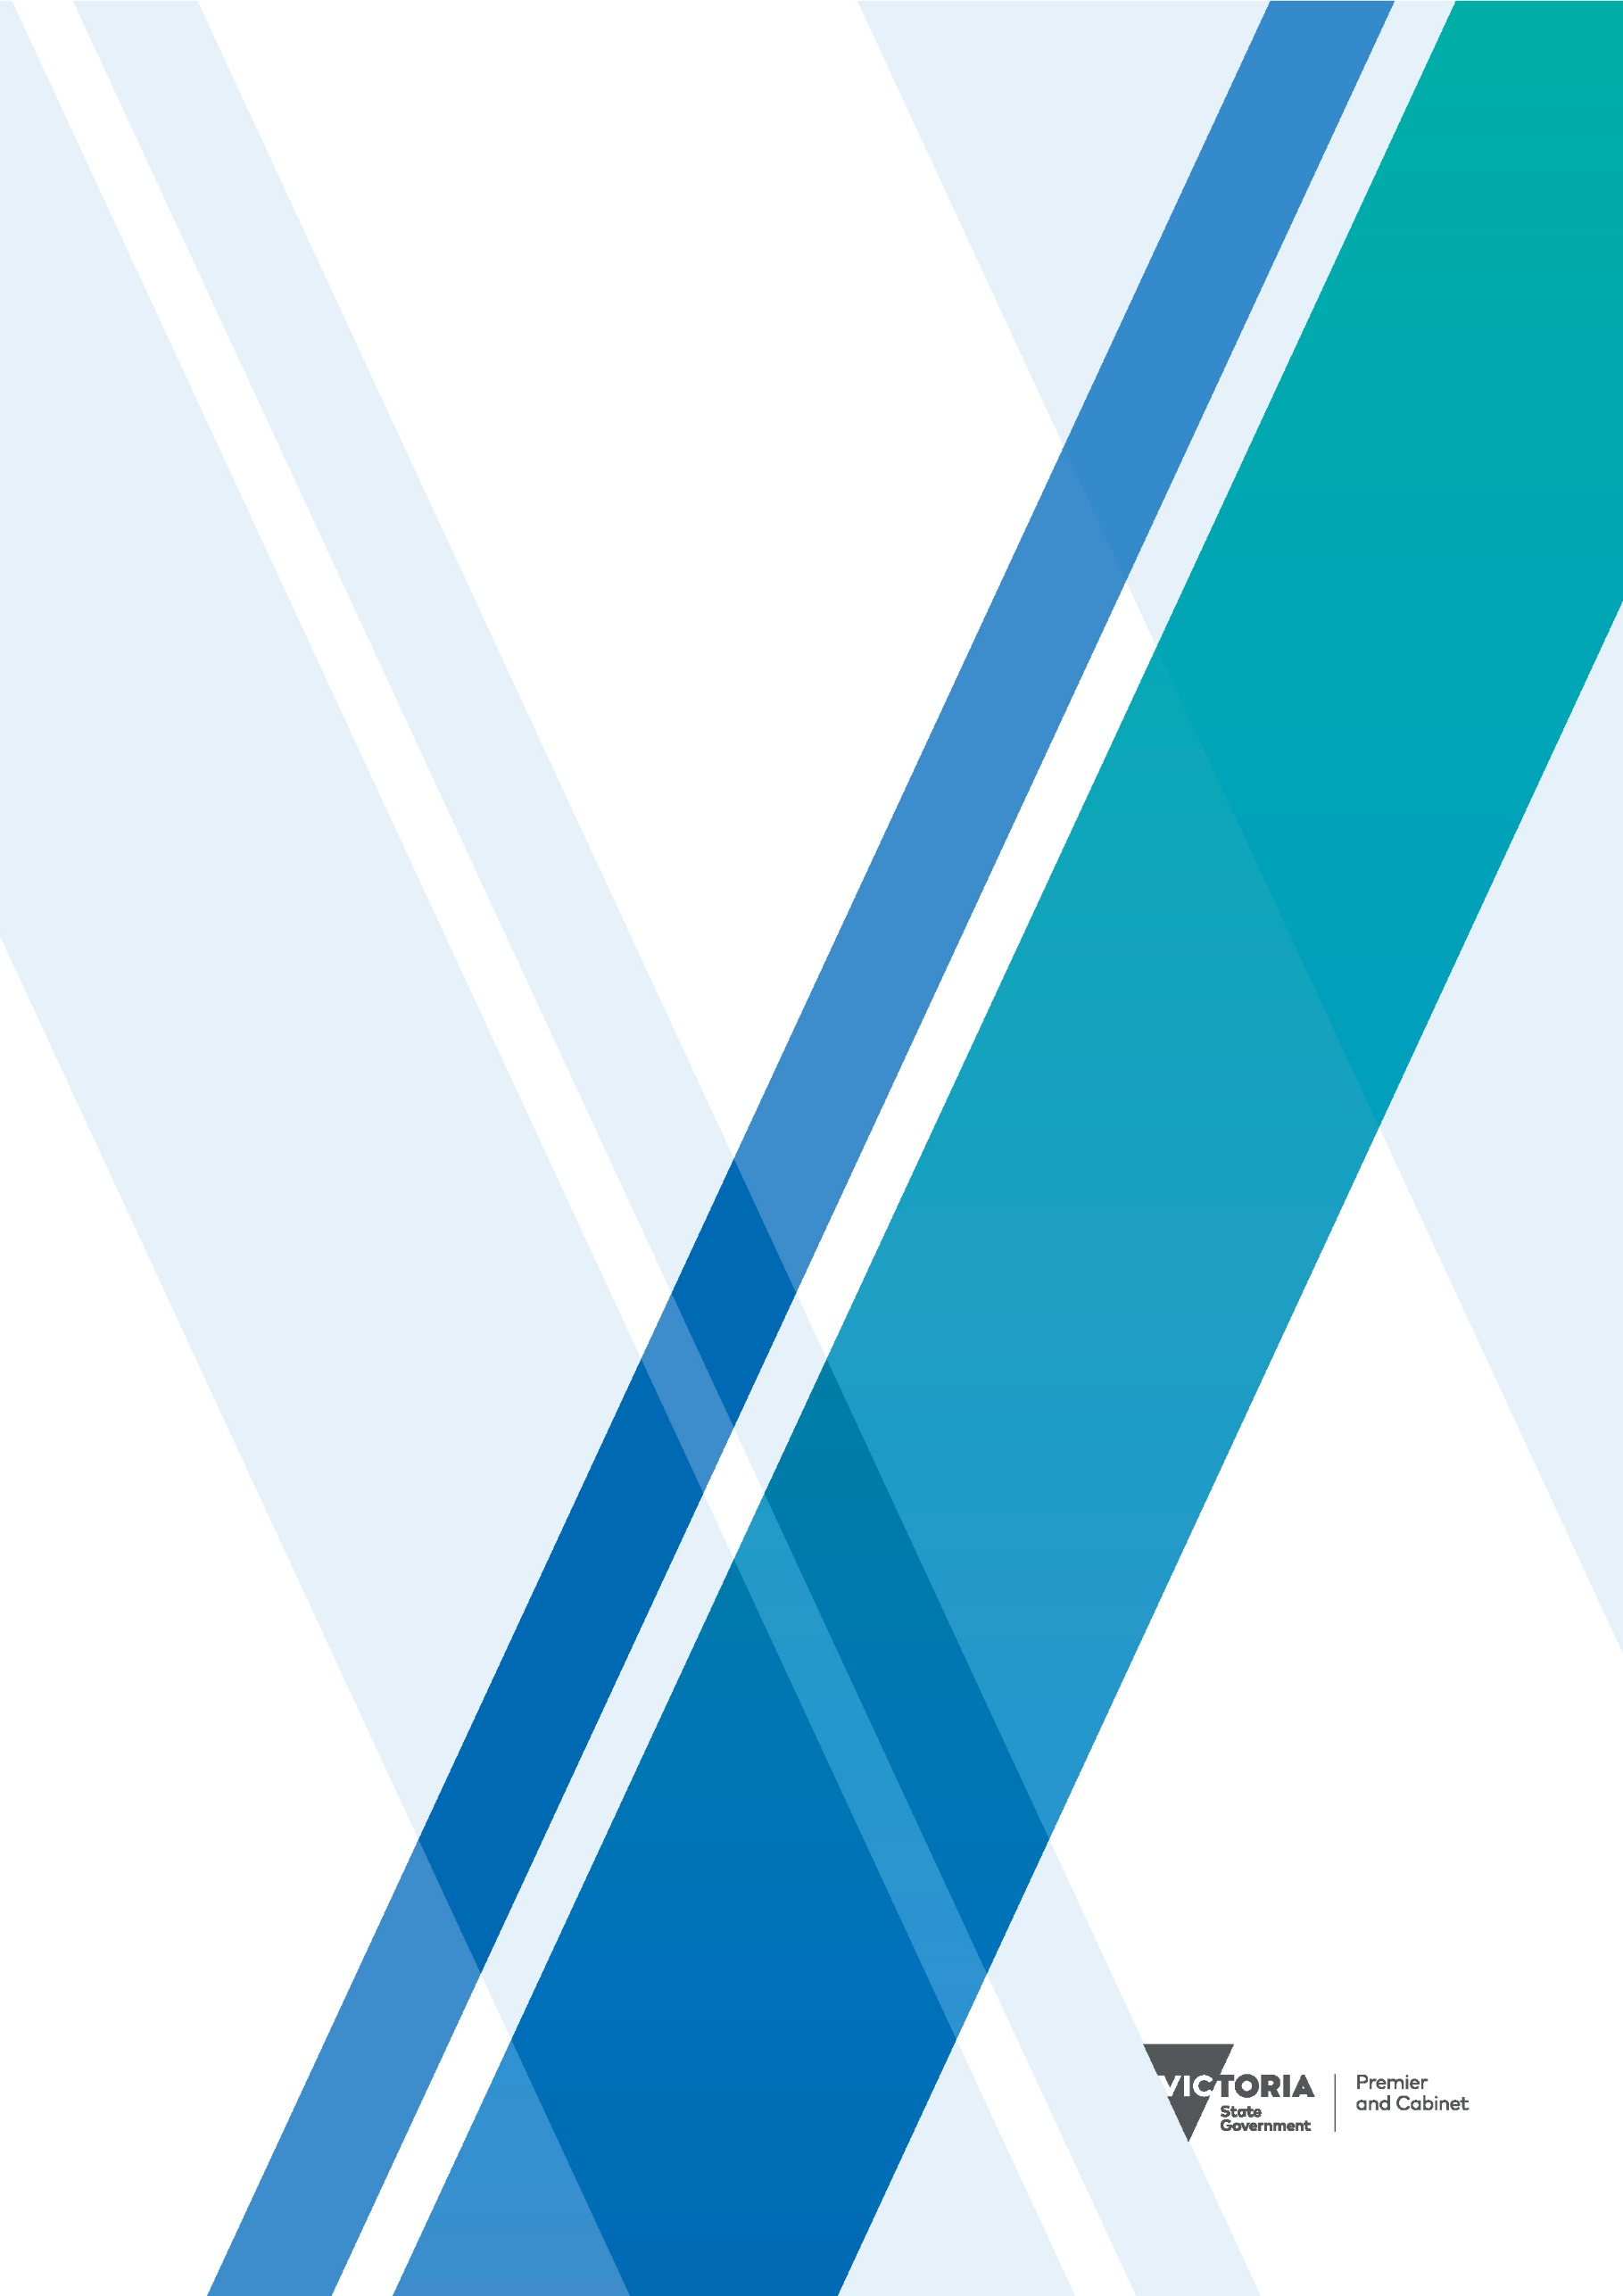 VICTORIA
State
Government
Premier
and Cabinet